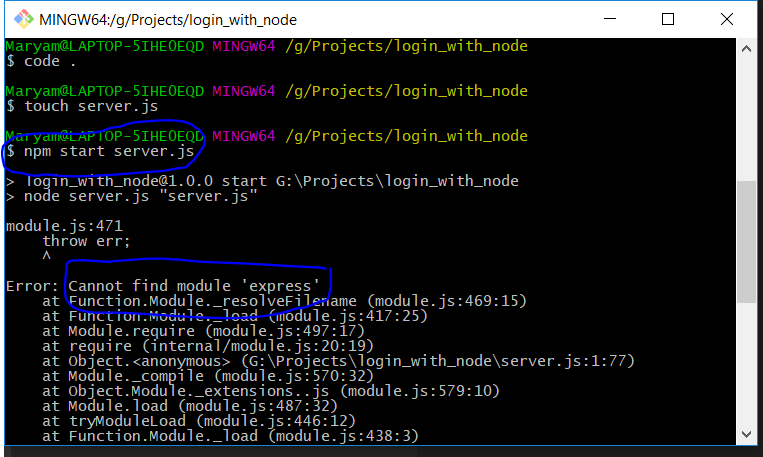 MINGW64:/g/Projects/login_with_node
Maryam@LAPTOP-5IHE0EQD MINGW64 /g/Projects/login_with_node
$ code .
Maryam@LAPTOP-5IHE0EQD MINGW64 /g/Projects/login_with_node
$ touch server.js
Maryam@LAPTOP-5IHE0EQD MINGW64 /g/Projects/login_with_node
$ npm start server.js
> login_with_node@1.0.0 start G:\Projects\login_with_node
> node server.js "server.js"
module.js:471
    throw err;
    ^
Error: Cannot find module 'express'
    at Function.Module._resolveFilename (module.js:469:15)
    at Function.Module._load (module.js:417:25)
    at Module.require (module.js:497:17)
    at require (internal/module.js:20:19)
    at Object.<anonymous> (G:\Projects\login_with_node\server.js:1:77)
    at Module._compile (module.js:570:32)
    at Object.Module._extensions..js (module.js:579:10)
    at Module.load (module.js:487:32)
    at tryModuleLoad (module.js:446:12)
    at Function.Module._load (module.js:438:3)